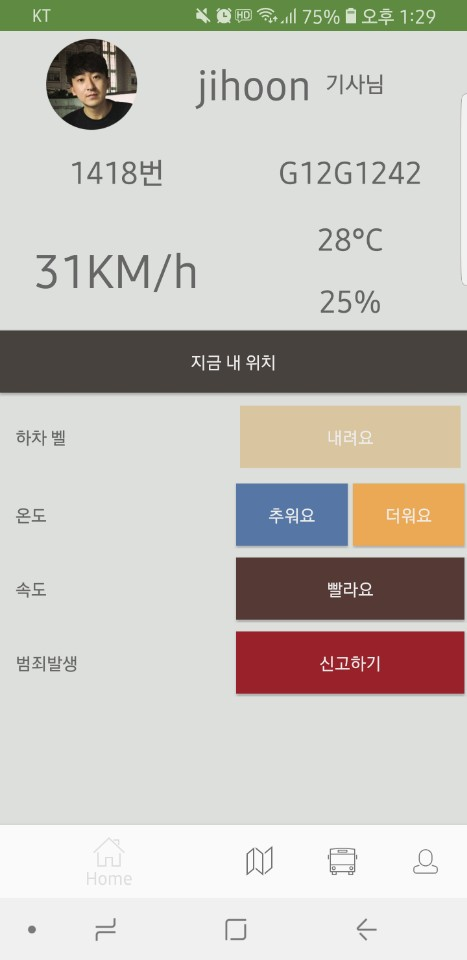 KT HD 75% 오후 1:29
jihoon 기사님
1418번 G12G1242
31KM/h 28°C
25%
지금 내 위치
하차 벨 내려요
온도 추워요 더워요
속도 빨라요
범죄발생 신고하기
Home